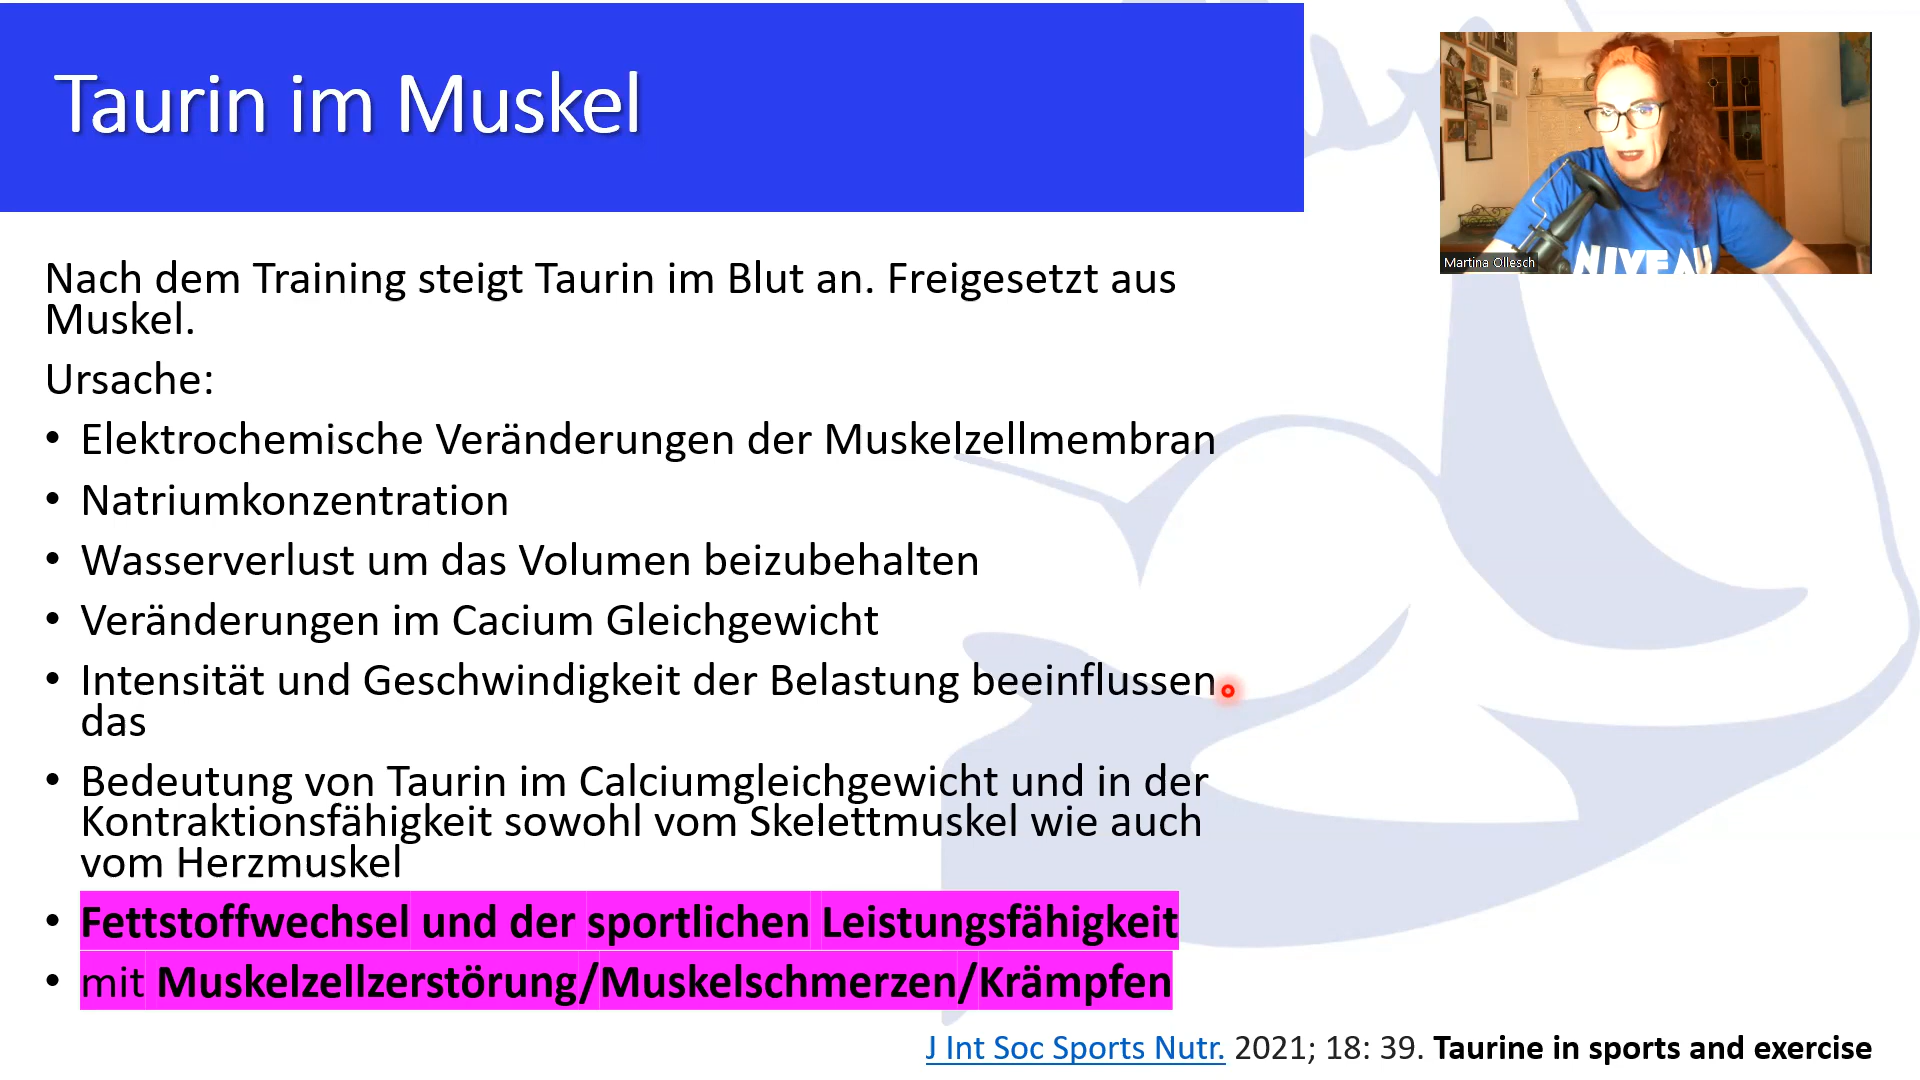 Taurin im Muskel
Martina Ollesch
NIVEAU
Nach dem Training steigt Taurin im Blut an. Freigesetzt aus
Muskel.
Ursache:
• Elektrochemische Veränderungen der Muskelzellmembran
• Natriumkonzentration
• Wasserverlust um das Volumen beizubehalten
• Veränderungen im Cacium Gleichgewicht
• Intensität und Geschwindigkeit der Belastung beeinflussen
das
• Bedeutung von Taurin im Calciumgleichgewicht und in der
Kontraktionsfähigkeit sowohl vom Skelettmuskel wie auch
vom Herzmuskel
• Fettstoffwechsel und der sportlichen Leistungsfähigkeit
• mit Muskelzellzerstörung/Muskelschmerzen/Krämpfen
J Int Soc Sports Nutr. 2021; 18: 39. Taurine in sports and exercise